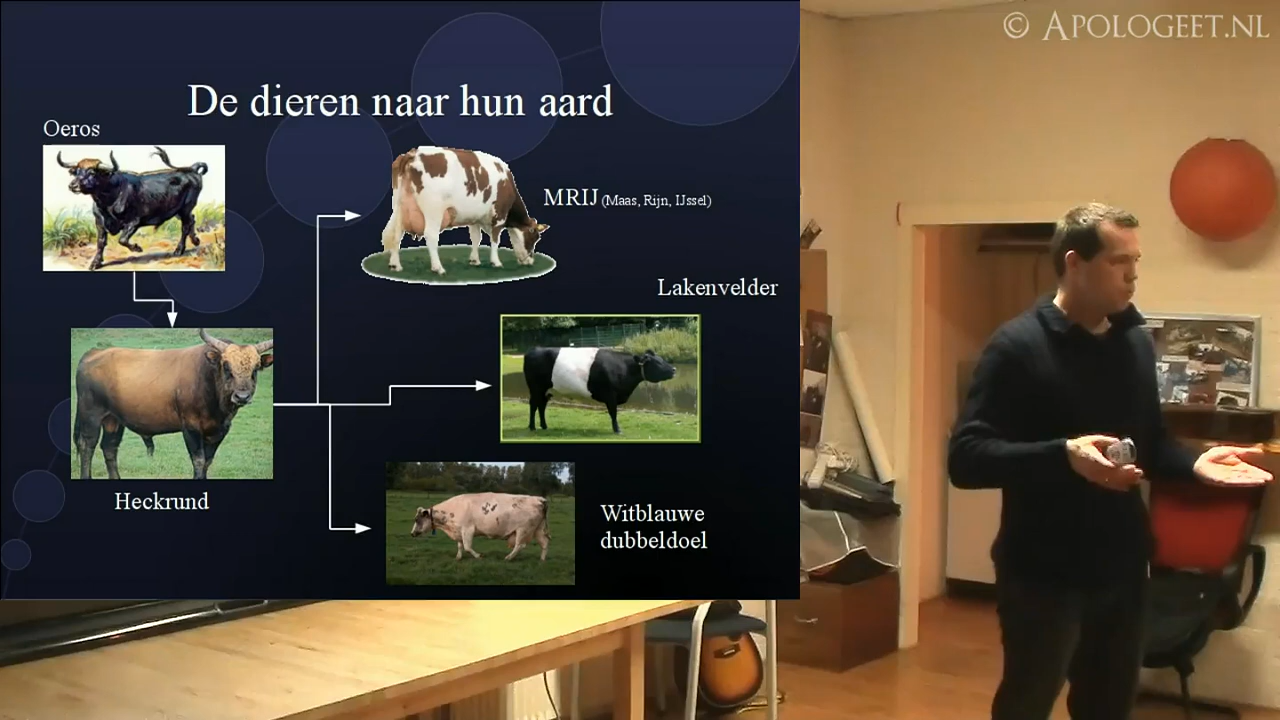 © APOLOGEET.NL
De dieren naar hun aard
Oeros
MRIJ (Maas, Rijn, IJssel)
Lakenvelder
Heckrund
Witblauwe
dubbeldoel